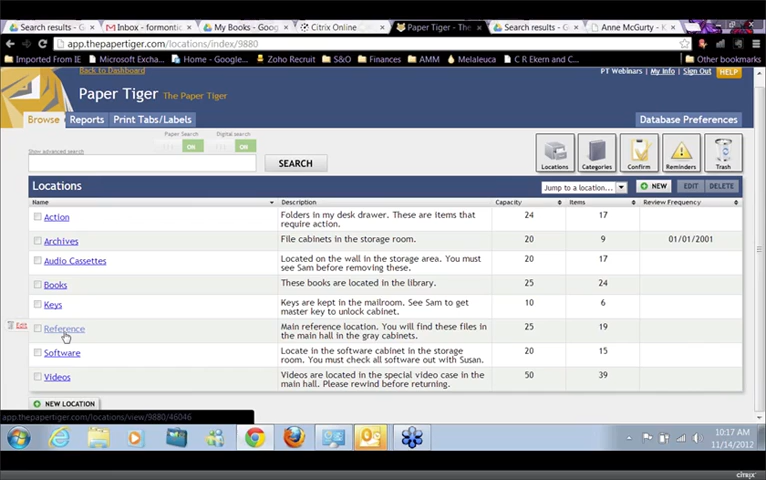 Search results - g
Inbox - formontic
My Books - Goog
Citrix Online
Paper Tiger - The
Search results - g
Anne McGurty - K
app.thepapertiger.com/locations/index/9880
Imported From IE
Microsoft Exchan...
Home - Google...
Zoho Recruit
S&O
Finances
AMM
Melaleuca
C R Ekern and C...
Other bookmarks
Back to Dashboard
PT Webinars
My Info
Sign Out
HELP
Paper Tiger The Paper Tiger
Browse
Reports
Print Tabs/Labels
Database Preferences
Paper Search
Digital search
ON
ON
Show advanced search
SEARCH
Locations
Categories
Confirm
Reminders
Trash
Locations
Jump to a location...
NEW
EDIT
DELETE
Name
Description
Capacity
Items
Review Frequency
Action
Folders in my desk drawer. These are items that
require action.
24
17
Archives
File cabinets in the storage room.
20
9
01/01/2001
Audio Cassettes
Located on the wall in the storage area. You must
see Sam before removing these.
20
17
Books
These books are located in the library.
25
24
Keys
Keys are kept in the mailroom. See Sam to get
master key to unlock cabinet.
10
6
Edit
Reference
Main reference location. You will find these files in
the main hall in the gray cabinets.
25
19
Software
Locate in the software cabinet in the storage
room. You must check all software out with Susan.
20
15
Videos
Videos are located in the special video case in the
main hall. Please rewind before returning.
50
39
NEW LOCATION
app.thepapertiger.com/locations/view/9880/46046
10:17 AM
11/14/2012
citrix